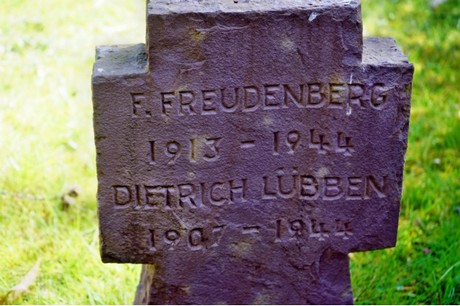 F. FREUDENBERG
1913 - 1944
DIETRICH LÜBBEN
1907 - 1944